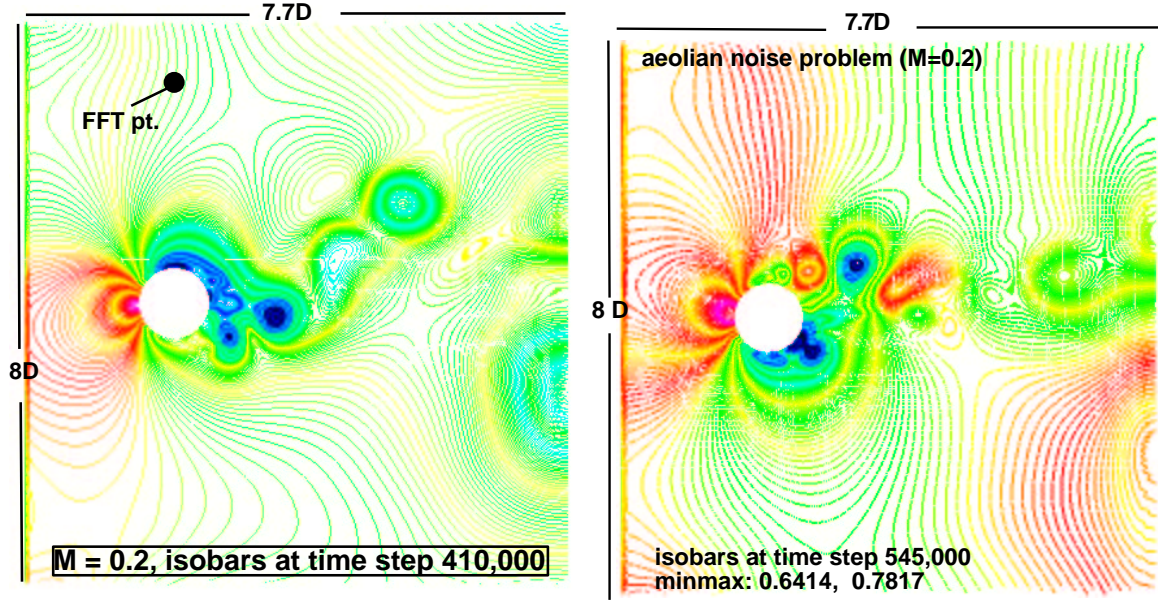 7.7D
FFT pt.
8D
M = 0.2, isobars at time step 410,000
7.7D
aeolian noise problem (M=0.2)
8 D
isobars at time step 545,000
minmax: 0.6414, 0.7817